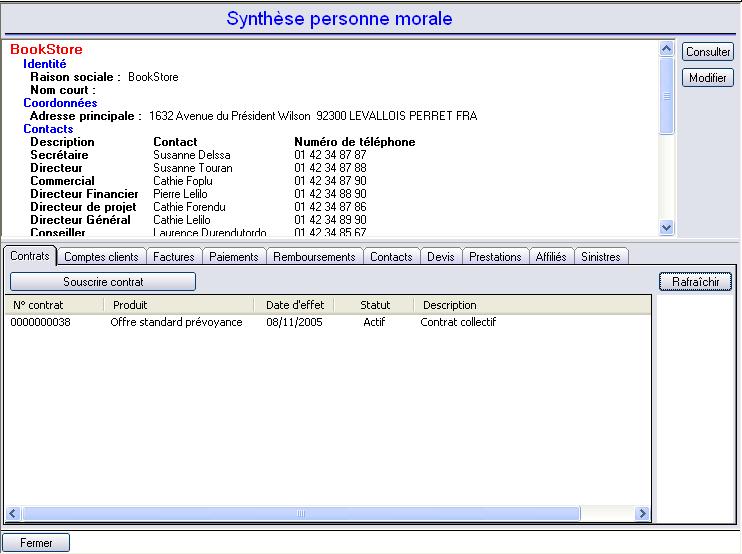 Synthèse personne morale
BookStore
Consulter
Identité
Raison sociale : BookStore
Modifier
Nom court :
Coordonnées
Adresse principale : 1632 Avenue du Président Wilson 92300 LEVALLOIS PERRET FRA
Contacts
Description Contact Numéro de téléphone
Secrétaire Susanne Delssa 01 42 34 87 87
Directeur Susanne Touran 01 42 34 87 88
Commercial Cathie Foplu 01 42 34 87 90
Directeur Financier Pierre Lelilo 01 42 34 88 90
Directeur de projet Cathie Forendu 01 42 34 87 86
Directeur Général Cathie Lelilo 01 42 34 89 90
Conseiller Laurence Durendutordo 01 42 34 85 67
Contrats Comptes clients Factures Paiements Remboursements Contacts Devis Prestations Affiliés Sinistres
Souscrire contrat Rafraîchir
N° contrat Produit Date d'effet Statut Description
0000000038 Offre standard prévoyance 08/11/2005 Actif Contrat collectif
Fermer